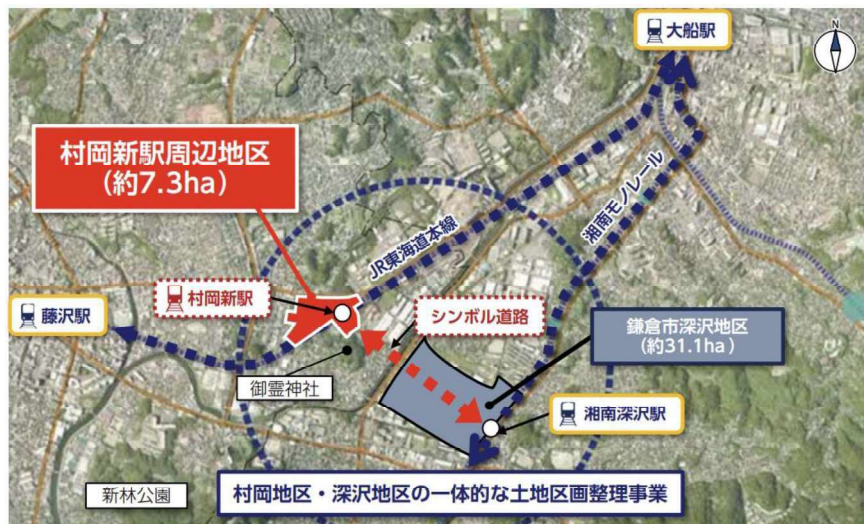 大船駅
N
村岡新駅周辺地区
(約7.3ha)
JR東海道本線
湘南モノレール
村岡新駅
藤沢駅
シンボル道路
鎌倉市深沢地区
(約31.1ha)
御霊神社
湘南深沢駅
新林公園
村岡地区・深沢地区の一体的な土地区画整理事業